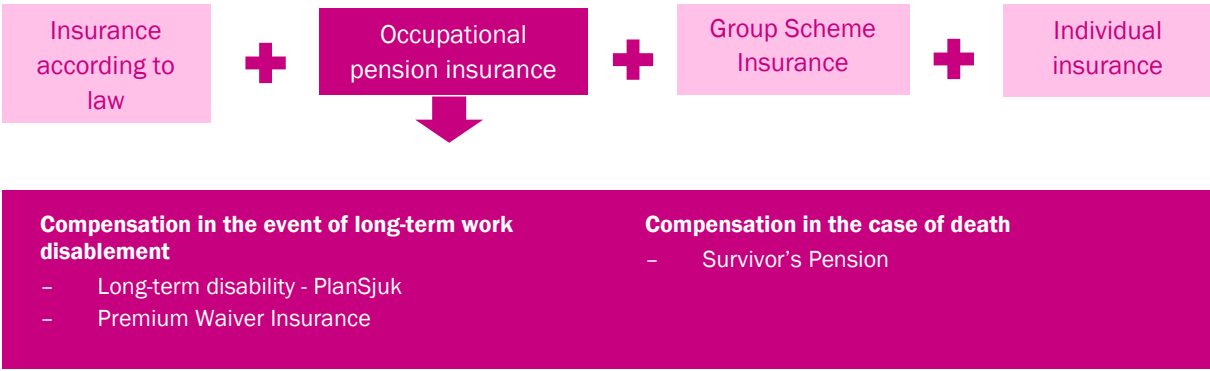 Insurance
according to
law
Occupational
pension insurance
Group Scheme
Insurance
Individual
insurance
Compensation in the event of long-term work
disablement
– Long-term disability - PlanSjuk
– Premium Waiver Insurance
Compensation in the case of death
– Survivor’s Pension